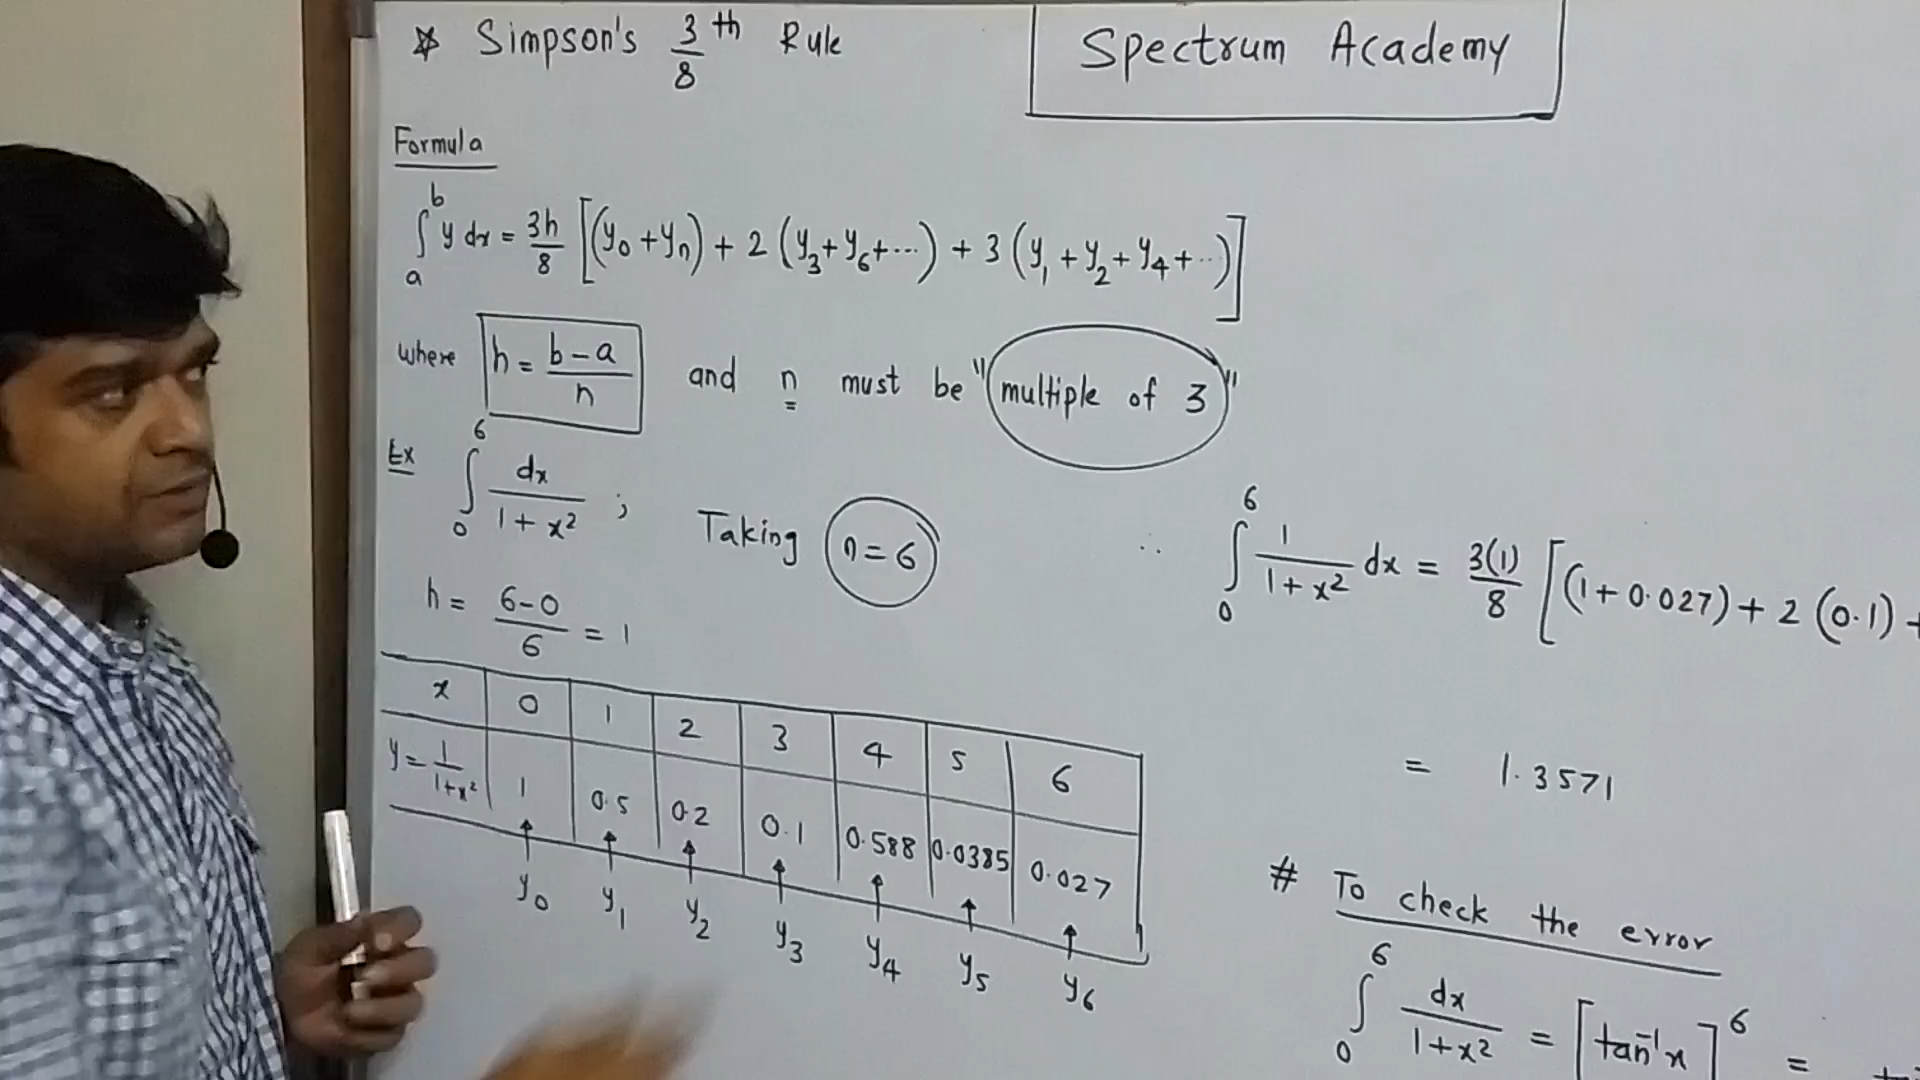 ☆ Simpson's 3/8 th Rule
Spectrum Academy
Formula
∫_a^b y dx = 3h/8 [(y₀ + yₙ) + 2 (y₃ + y₆ + ...) + 3 (y₁ + y₂ + y₄ + ...)]
where h = (b - a)/n and n must be "multiple of 3"
Ex ∫_0^6 dx/(1 + x²) ; Taking n = 6
h = (6 - 0)/6 = 1
x 0 1 2 3 4 5 6
y = 1/(1 + x²) 1 0.5 0.2 0.1 0.588 0.0385 0.027
y₀ y₁ y₂ y₃ y₄ y₅ y₆
∴ ∫_0^6 1/(1 + x²) dx = 3(1)/8 [(1 + 0.027) + 2 (0.1) +
= 1.3571
# To check the error
∫_0^6 dx/(1 + x²) = [tan⁻¹ x]^6 =